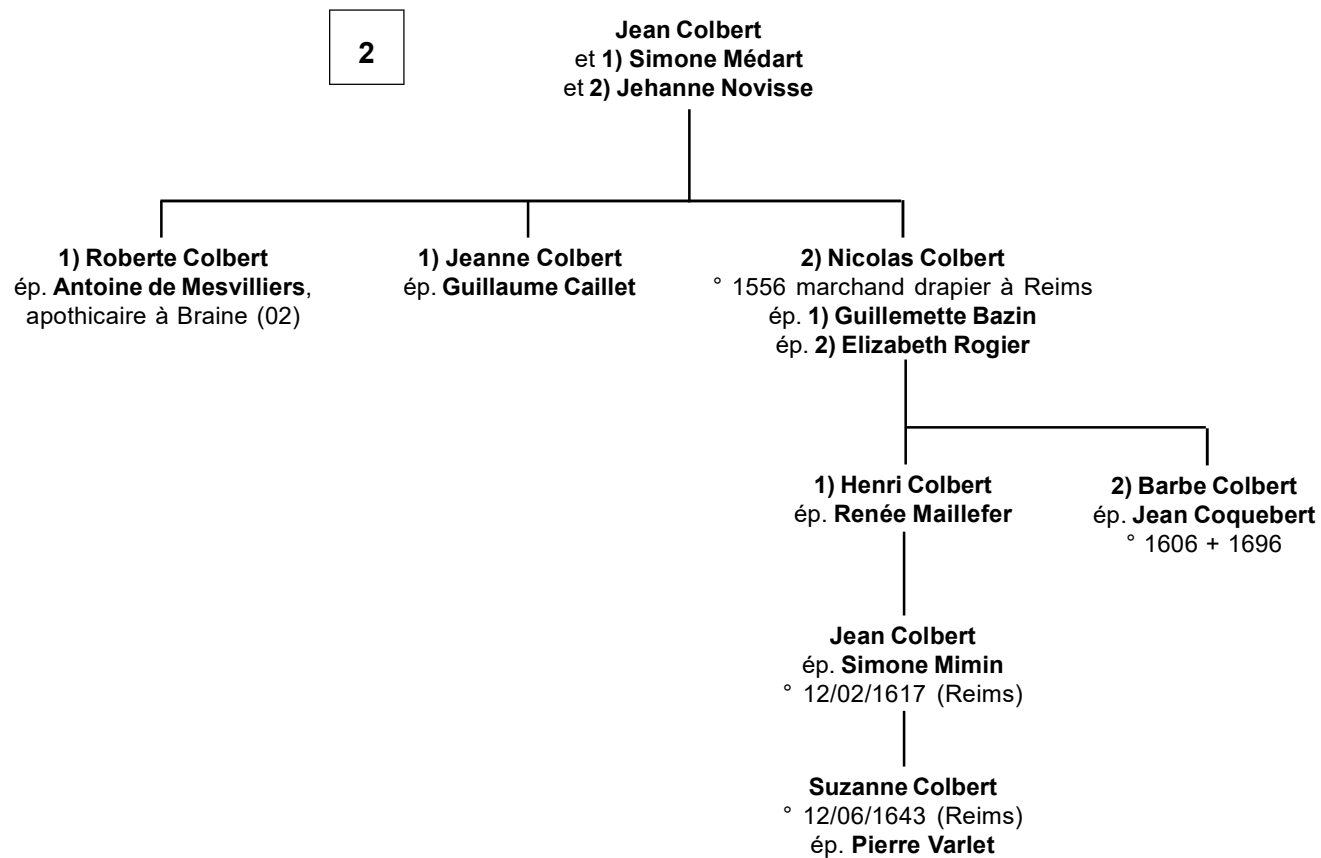 2
Jean Colbert
et 1) Simone Médart
et 2) Jehanne Novisse
1) Roberte Colbert
ép. Antoine de Mesvilliers,
apothicaire à Braine (02)
1) Jeanne Colbert
ép. Guillaume Caillet
2) Nicolas Colbert
° 1556 marchand drapier à Reims
ép. 1) Guillemette Bazin
ép. 2) Elizabeth Rogier
1) Henri Colbert
ép. Renée Maillefer
2) Barbe Colbert
ép. Jean Coquebert
° 1606 + 1696
Jean Colbert
ép. Simone Mimin
° 12/02/1617 (Reims)
Suzanne Colbert
° 12/06/1643 (Reims)
ép. Pierre Varlet